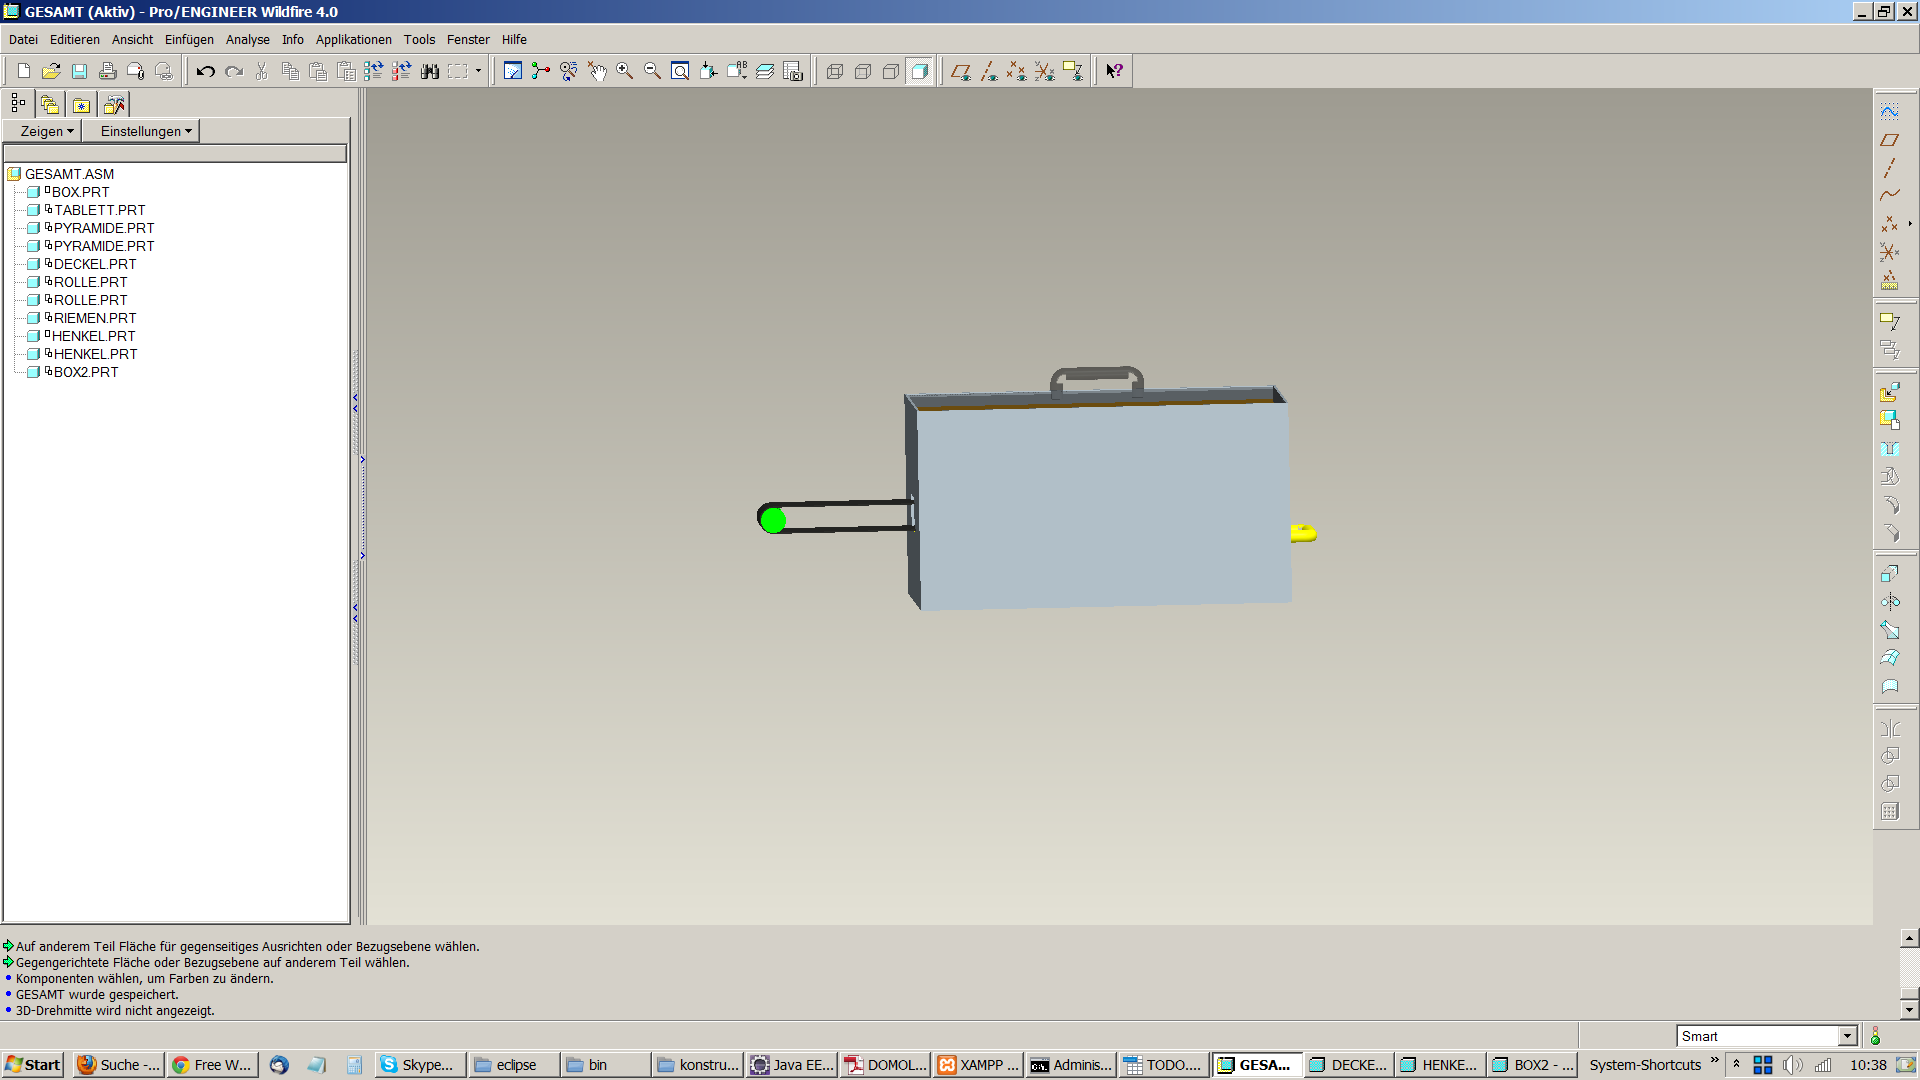 GESAMT (Aktiv) - Pro/ENGINEER Wildfire 4.0
Datei Editieren Ansicht Einfügen Analyse Info Applikationen Tools Fenster Hilfe
Zeigen Einstellungen
GESAMT.ASM
BOX.PRT
TABLETT.PRT
PYRAMIDE.PRT
PYRAMIDE.PRT
DECKEL.PRT
ROLLE.PRT
ROLLE.PRT
RIEMEN.PRT
HENKEL.PRT
HENKEL.PRT
BOX2.PRT
Auf anderem Teil Fläche für gegenseitiges Ausrichten oder Bezugsebene wählen.
Gegengerichtete Fläche oder Bezugsebene auf anderem Teil wählen.
Komponenten wählen, um Farben zu ändern.
GESAMT wurde gespeichert.
3D-Drehmitte wird nicht angezeigt.
Smart
Start Suche -... Free W... Skype... eclipse bin konstru... Java EE... DOMOL... XAMPP ... Adminis... TODO.... GESA... DECKE... HENKE... BOX2 - ... System-Shortcuts 10:38